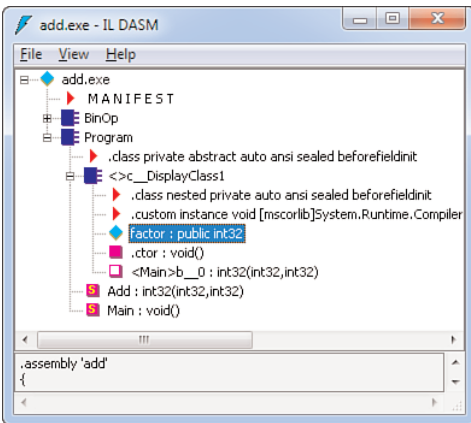 add.exe - IL DASM
File View Help
add.exe
MANIFEST
BinOp
Program
.class private abstract auto ansi sealed beforefieldinit
<>c__DisplayClass1
.class nested private auto ansi sealed beforefieldinit
.custom instance void [mscorlib]System.Runtime.Compiler
factor : public int32
.ctor : void()
<Main>b__0 : int32(int32,int32)
S Add : int32(int32,int32)
S Main : void()
.assembly 'add'
{